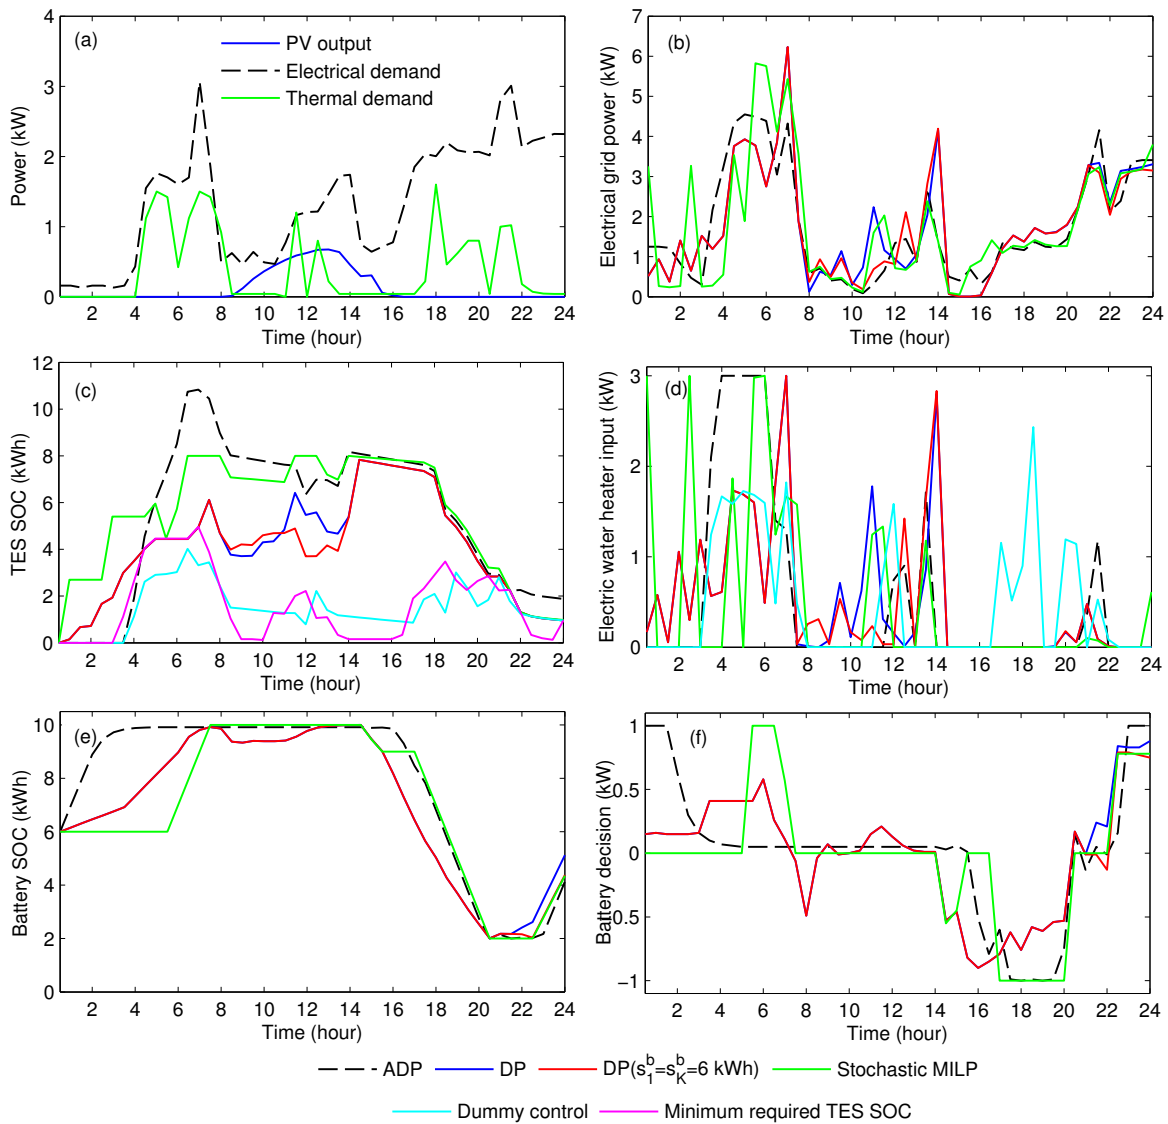 (a)
PV output
Electrical demand
Thermal demand
Power (kW)
4
3
2
1
0
2 4 6 8 10 12 14 16 18 20 22 24
Time (hour)
(b)
Electrical grid power (kW)
7
6
5
4
3
2
1
0
2 4 6 8 10 12 14 16 18 20 22 24
Time (hour)
(c)
TES SOC (kWh)
12
10
8
6
4
2
0
2 4 6 8 10 12 14 16 18 20 22 24
Time (hour)
(d)
Electric water heater input (kW)
3
2
1
0
2 4 6 8 10 12 14 16 18 20 22 24
Time (hour)
(e)
Battery SOC (kWh)
10
8
6
4
2
0
2 4 6 8 10 12 14 16 18 20 22 24
Time (hour)
(f)
Battery decision (kW)
1
0.5
0
−0.5
−1
2 4 6 8 10 12 14 16 18 20 22 24
Time (hour)
ADP DP DP(s₁ᵇ=s_Kᵇ=6 kWh) Stochastic MILP
Dummy control Minimum required TES SOC